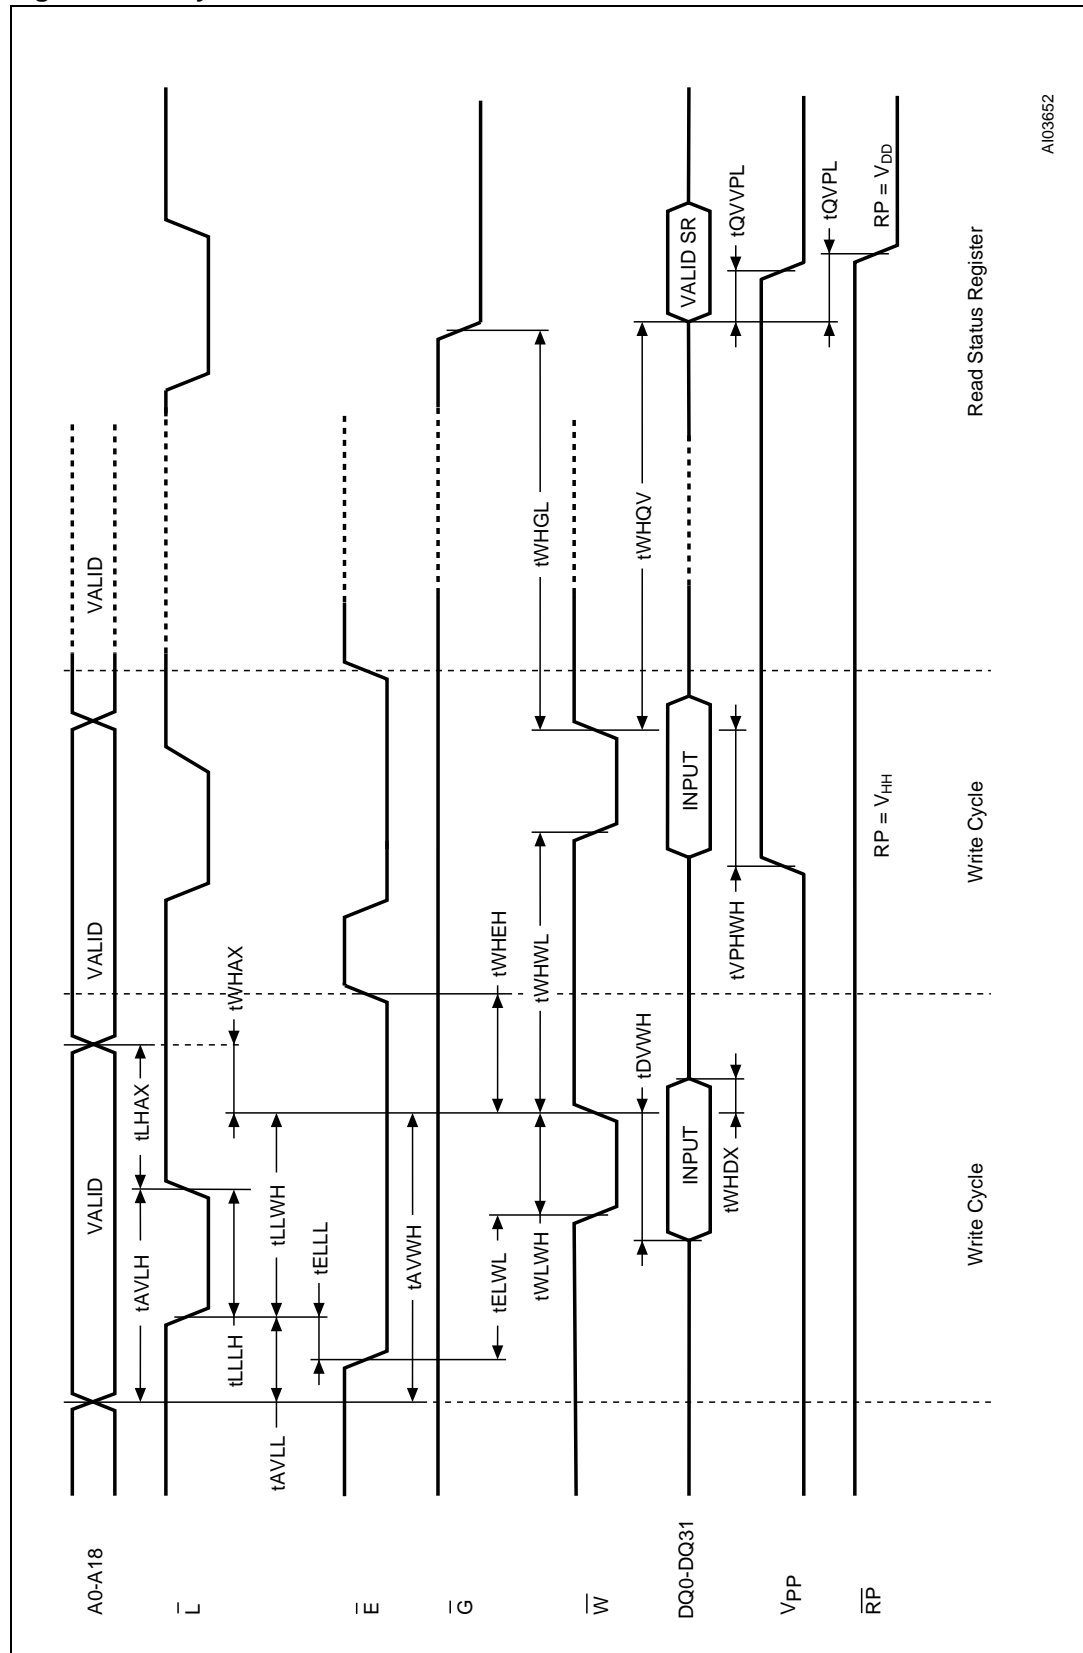 A0-A18
VALID
VALID
VALID
tAVLH
tLHAX
L̅
tLLLH
tWHAX
tAVLL
tLLWH
tELLL
E̅
tAVWH
G̅
tELWL
tWHEH
tWLWH
tWHWL
tWHGL
W̅
tDVWH
tWHQV
DQ0-DQ31
INPUT
INPUT
VALID SR
tWHDX
tVPHWH
tQVVPL
VPP
tQVPL
R̅P̅
RP = VHH
RP = VDD
Write Cycle
Write Cycle
Read Status Register
AI03652